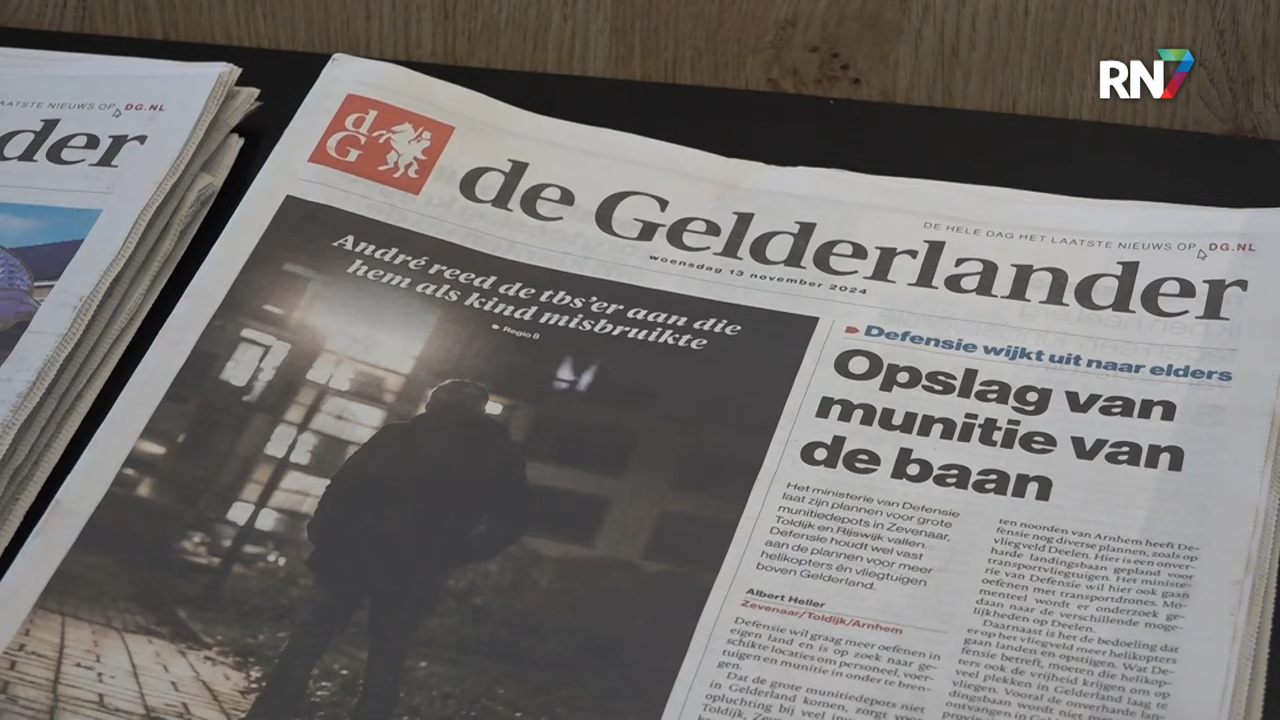 RN7
AATSTE NIEUWS OP DG.NL
der
dG
de Gelderlander
DE HELE DAG HET LAATSTE NIEUWS OP DG.NL
woensdag 13 november 2024
André reed de tbs'er aan die
hem als kind misbruikte
Regio 8
Defensie wijkt uit naar elders
Opslag van
munitie van
de baan
Het ministerie van Defensie
laat zijn plannen voor grote
munitiedepots in Zevenaar,
Toldijk en Rijswijk vallen.
Defensie houdt wel vast
aan de plannen voor meer
helikopters én vliegtuigen
boven Gelderland.
Albert Heller
Zevenaar/Toldijk/Arnhem
Defensie wil graag meer oefenen in
eigen land en is op zoek naar ge-
schikte locaties om personeel, voer-
tuigen en munitie in onder te bren-
gen.
Dat de grote munitiedepots niet
in Gelderland komen, zorgt voor
opluchting bij veel
Toldijk,
ten noorden van Arnhem heeft De-
fensie nog diverse plannen, zoals op
vliegveld Deelen. Hier is een onver-
harde landingsbaan gepland voor
transportvliegtuigen. Het ministe-
rie van Defensie wil hier ook gaan
oefenen met transportdrones. Mo-
menteel wordt er onderzoek ge-
daan naar de verschillende moge-
lijkheden op Deelen.
Daarnaast is het de bedoeling dat
er op het vliegveld meer helikopters
gaan landen en opstijgen. Wat De-
fensie betreft, moeten die helikop-
ters ook de vrijheid krijgen om op
veel plekken in Gelderland laag te
vliegen. Vooral de onverharde lan-
dingsbaan wordt niet
ontvangen in